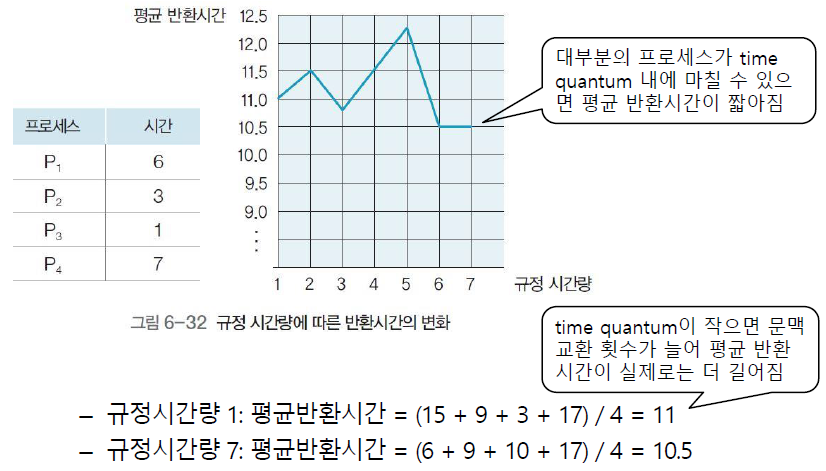 평균 반환시간
12.5
12.0
11.5
11.0
10.5
10.0
9.5
9.0
1 2 3 4 5 6 7
규정 시간량
대부분의 프로세스가 time
quantum 내에 마칠 수 있으
면 평균 반환시간이 짧아짐
프로세스 시간
P₁ 6
P₂ 3
P₃ 1
P₄ 7
그림 6-32 규정 시간량에 따른 반환시간의 변화
time quantum이 작으면 문맥
교환 횟수가 늘어 평균 반환
시간이 실제로는 더 길어짐
– 규정시간량 1: 평균반환시간 = (15 + 9 + 3 + 17) / 4 = 11
– 규정시간량 7: 평균반환시간 = (6 + 9 + 10 + 17) / 4 = 10.5